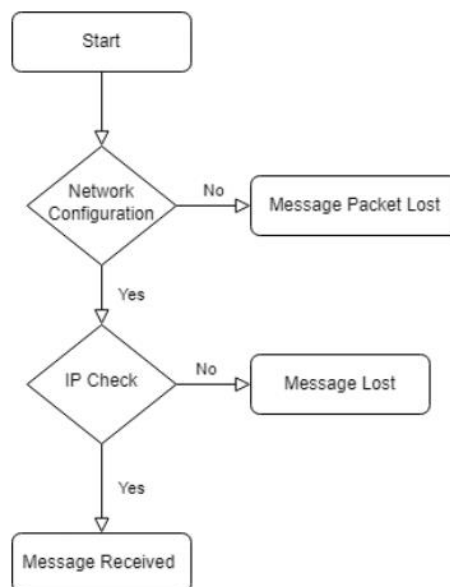 Start
Network
Configuration
No
Message Packet Lost
Yes
IP Check
No
Message Lost
Yes
Message Received